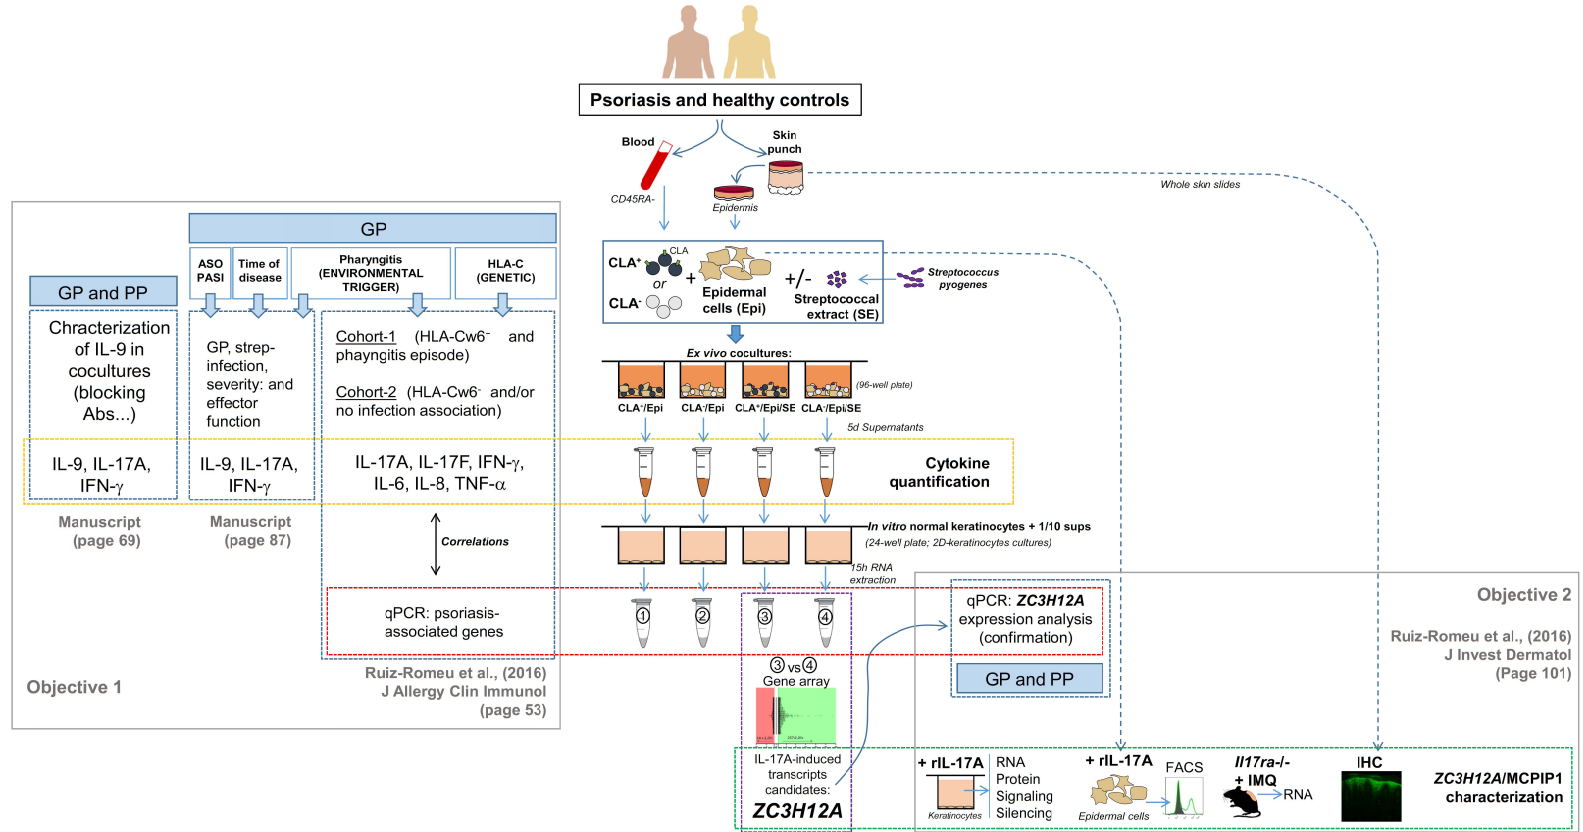 Psoriasis and healthy controls
Blood
Skin
punch
CD45RA-
Epidermis
Whole skin slides
CLA
CLA+
or
CLA-
+
Epidermal
cells (Epi)
+/-
Streptococcal
extract (SE)
Streptococcus
pyogenes
Ex vivo cocultures:
(96-well plate)
CLA+/Epi
CLA-/Epi
CLA+/Epi/SE
CLA-/Epi/SE
5d Supernatants
Cytokine
quantification
In vitro normal keratinocytes + 1/10 sups
(24-well plate; 2D-keratinocytes cultures)
15h RNA
extraction
1
2
3
4
3 vs 4
Gene array
IL-17A-induced
transcripts
candidates:
ZC3H12A
GP
ASO
PASI
Time of
disease
Pharyngitis
(ENVIRONMENTAL
TRIGGER)
HLA-C
(GENETIC)
GP and PP
Chracterization
of IL-9 in
cocultures
(blocking
Abs...)
IL-9, IL-17A,
IFN-γ
Manuscript
(page 69)
GP, strep-
infection,
severity: and
effector
function
IL-9, IL-17A,
IFN-γ
Manuscript
(page 87)
Cohort-1 (HLA-Cw6- and
phayngitis episode)
Cohort-2 (HLA-Cw6- and/or
no infection association)
IL-17A, IL-17F, IFN-γ,
IL-6, IL-8, TNF-α
Correlations
qPCR: psoriasis-
associated genes
Ruiz-Romeu et al., (2016)
J Allergy Clin Immunol
(page 53)
Objective 1
qPCR: ZC3H12A
expression analysis
(confirmation)
GP and PP
Objective 2
Ruiz-Romeu et al., (2016)
J Invest Dermatol
(Page 101)
+ rIL-17A
Keratinocytes
RNA
Protein
Signaling
Silencing
+ rIL-17A
Epidermal cells
FACS
Il17ra-/-
+ IMQ
RNA
IHC
ZC3H12A/MCPIP1
characterization